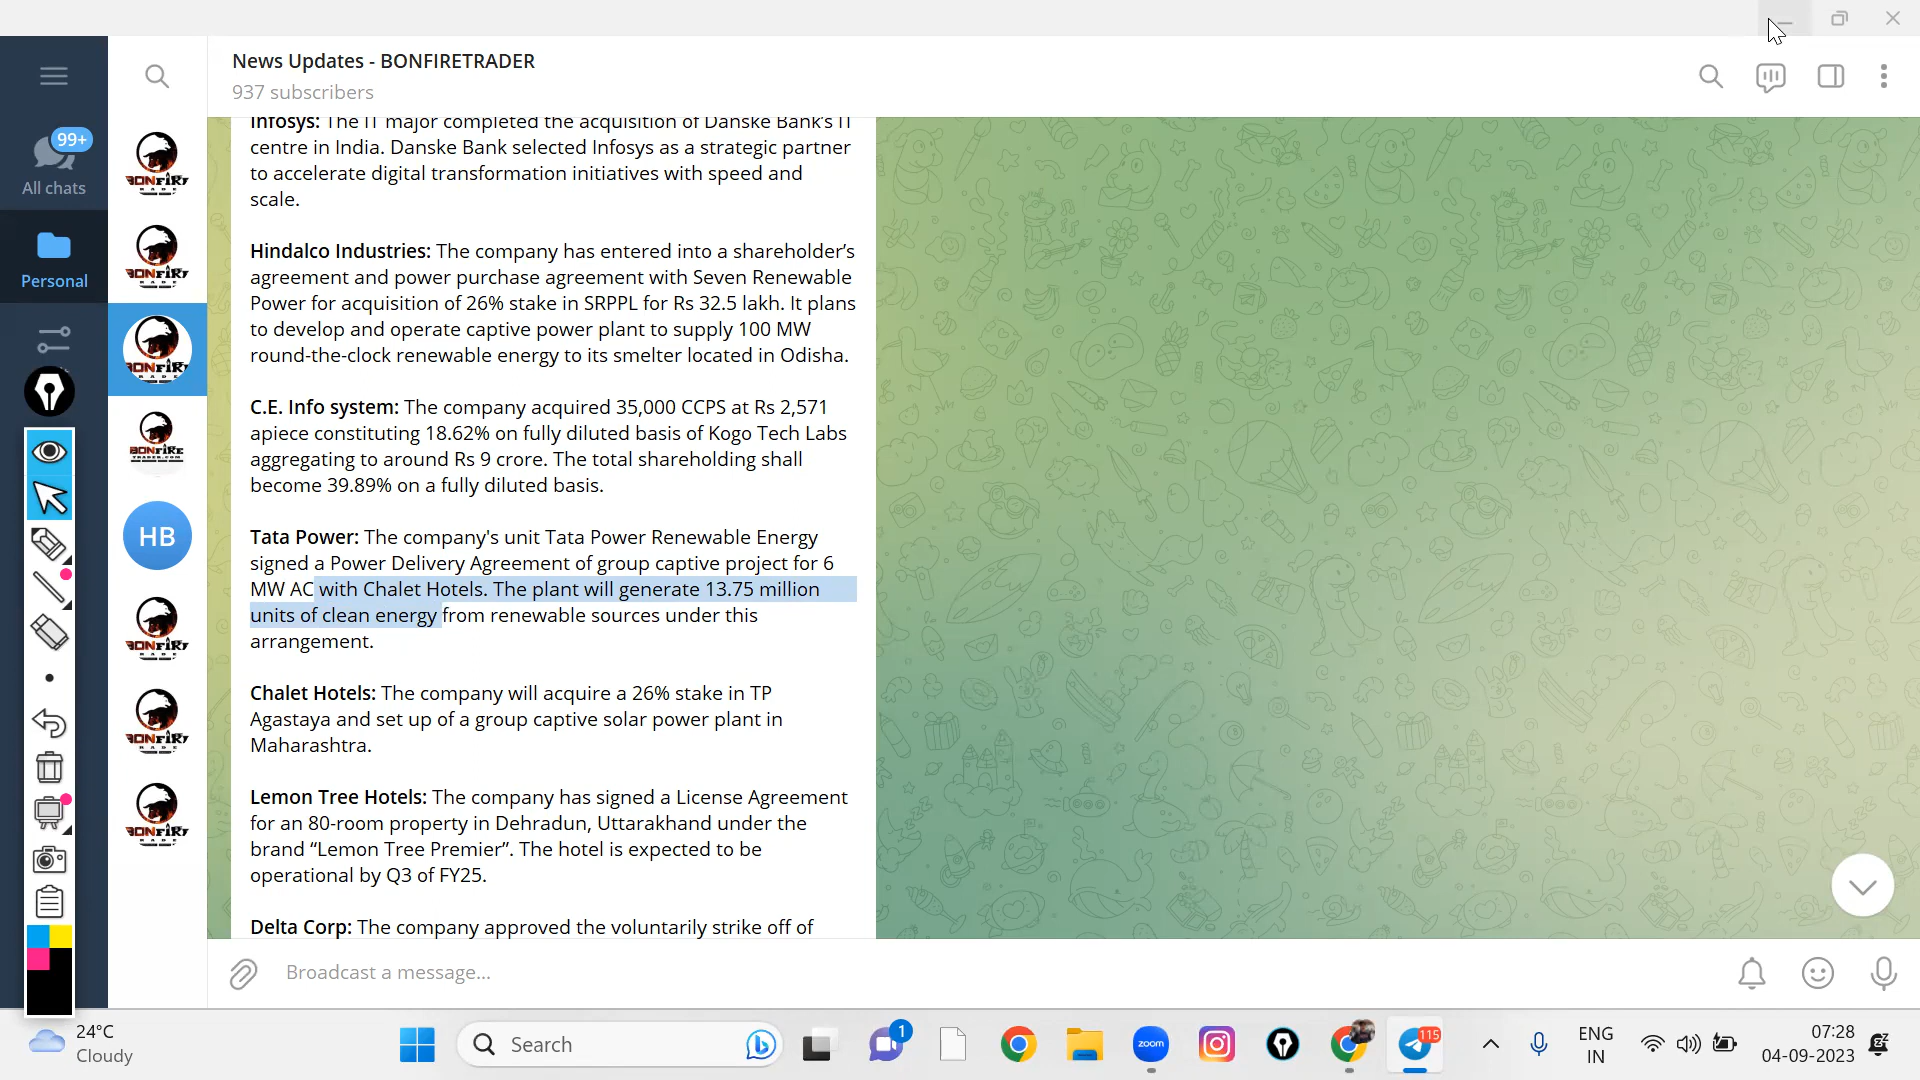 News Updates - BONFIRETRADER
937 subscribers
99+
All chats
Personal
HB
Infosys: The IT major completed the acquisition of Danske Bank's IT
centre in India. Danske Bank selected Infosys as a strategic partner
to accelerate digital transformation initiatives with speed and
scale.
Hindalco Industries: The company has entered into a shareholder’s
agreement and power purchase agreement with Seven Renewable
Power for acquisition of 26% stake in SRPPL for Rs 32.5 lakh. It plans
to develop and operate captive power plant to supply 100 MW
round-the-clock renewable energy to its smelter located in Odisha.
C.E. Info system: The company acquired 35,000 CCPS at Rs 2,571
apiece constituting 18.62% on fully diluted basis of Kogo Tech Labs
aggregating to around Rs 9 crore. The total shareholding shall
become 39.89% on a fully diluted basis.
Tata Power: The company's unit Tata Power Renewable Energy
signed a Power Delivery Agreement of group captive project for 6
MW AC with Chalet Hotels. The plant will generate 13.75 million
units of clean energy from renewable sources under this
arrangement.
Chalet Hotels: The company will acquire a 26% stake in TP
Agastaya and set up of a group captive solar power plant in
Maharashtra.
Lemon Tree Hotels: The company has signed a License Agreement
for an 80-room property in Dehradun, Uttarakhand under the
brand “Lemon Tree Premier”. The hotel is expected to be
operational by Q3 of FY25.
Delta Corp: The company approved the voluntarily strike off of
Broadcast a message...
24°C
Cloudy
Search
1
zoom
115
ENG
IN
07:28
04-09-2023